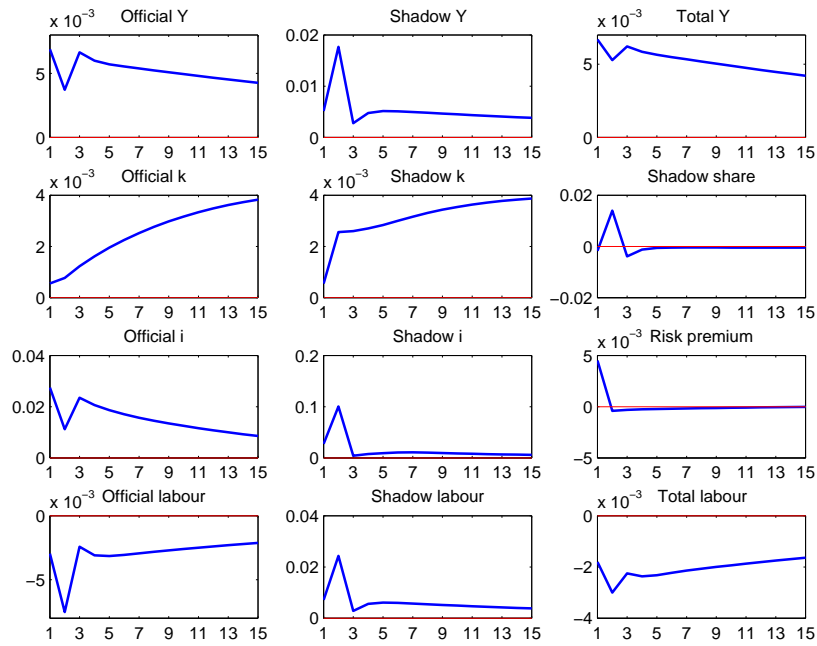 x 10⁻³ Official Y
Shadow Y
x 10⁻³ Total Y
5
0
0.02
0.01
0
5
0
1 3 5 7 9 11 13 15
1 3 5 7 9 11 13 15
1 3 5 7 9 11 13 15
x 10⁻³ Official k
x 10⁻³ Shadow k
Shadow share
4
2
0
4
2
0
0.02
0
−0.02
1 3 5 7 9 11 13 15
1 3 5 7 9 11 13 15
1 3 5 7 9 11 13 15
Official i
Shadow i
x 10⁻³ Risk premium
0.04
0.02
0
0.2
0.1
0
5
0
−5
1 3 5 7 9 11 13 15
1 3 5 7 9 11 13 15
1 3 5 7 9 11 13 15
x 10⁻³ Official labour
Shadow labour
x 10⁻³ Total labour
0
−5
0.04
0.02
0
0
−2
−4
1 3 5 7 9 11 13 15
1 3 5 7 9 11 13 15
1 3 5 7 9 11 13 15